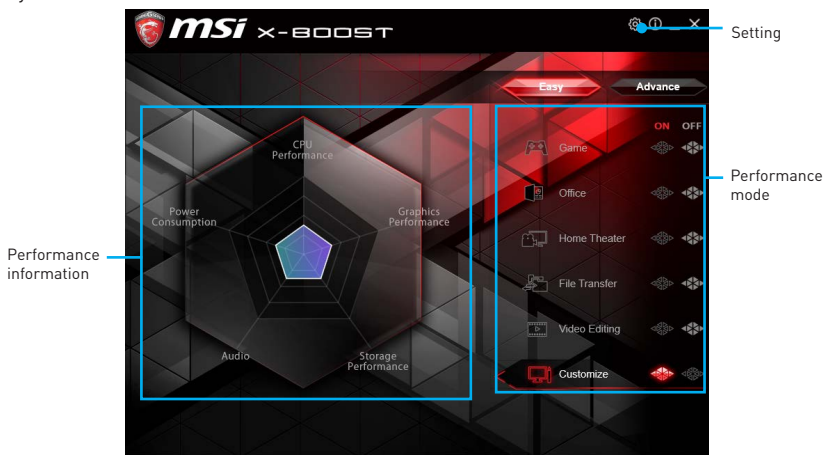 msi X-BOOST
Setting
Easy
Advance
ON OFF
Game
Office
Home Theater
File Transfer
Video Editing
Customize
Performance
mode
CPU
Performance
Power
Consumption
Graphics
Performance
Audio
Storage
Performance
Performance
information